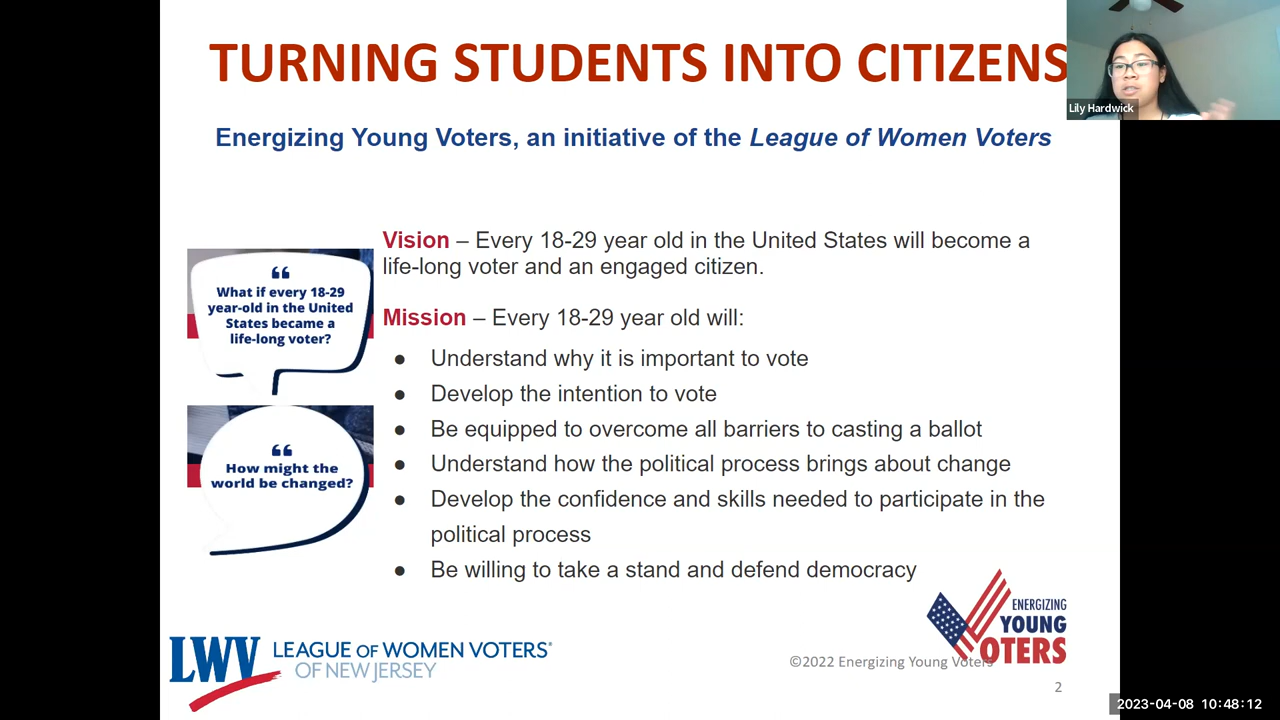 TURNING STUDENTS INTO CITIZENS
Lily Hardwick
Energizing Young Voters, an initiative of the League of Women Voters
“
What if every 18-29
year-old in the United
States became a
life-long voter?
“
How might the
world be changed?
Vision – Every 18-29 year old in the United States will become a
life-long voter and an engaged citizen.
Mission – Every 18-29 year old will:
● Understand why it is important to vote
● Develop the intention to vote
● Be equipped to overcome all barriers to casting a ballot
● Understand how the political process brings about change
● Develop the confidence and skills needed to participate in the
political process
● Be willing to take a stand and defend democracy
LWV LEAGUE OF WOMEN VOTERS®
OF NEW JERSEY
ENERGIZING
YOUNG
VOTERS
©2022 Energizing Young Voters
2
2023-04-08 10:48:12